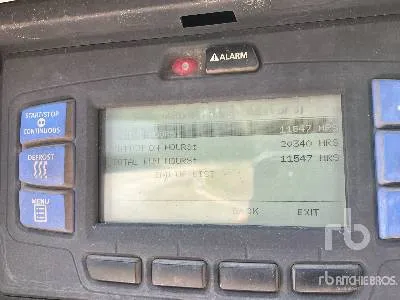 ALARM
START/STOP
CONTINUOUS
11547 HRS
HOURS: 20340 HRS
TOTAL RUN HOURS: 11547 HRS
END OF LIST
DEFROST
MENU
BACK EXIT
rb
RITCHIE BROS.